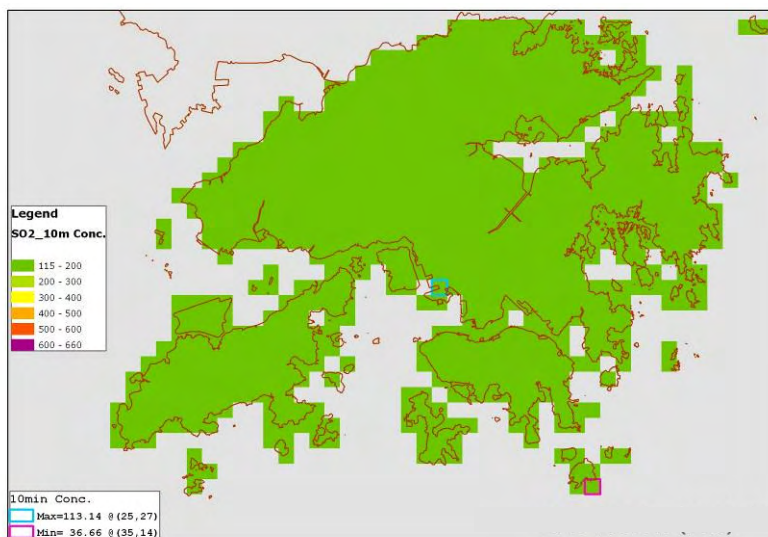 Legend
SO2_10m Conc.
115 - 200
200 - 300
300 - 400
400 - 500
500 - 600
600 - 660
10min Conc.
Max=113.14 @(25,27)
Min= 36.66 @(35,14)